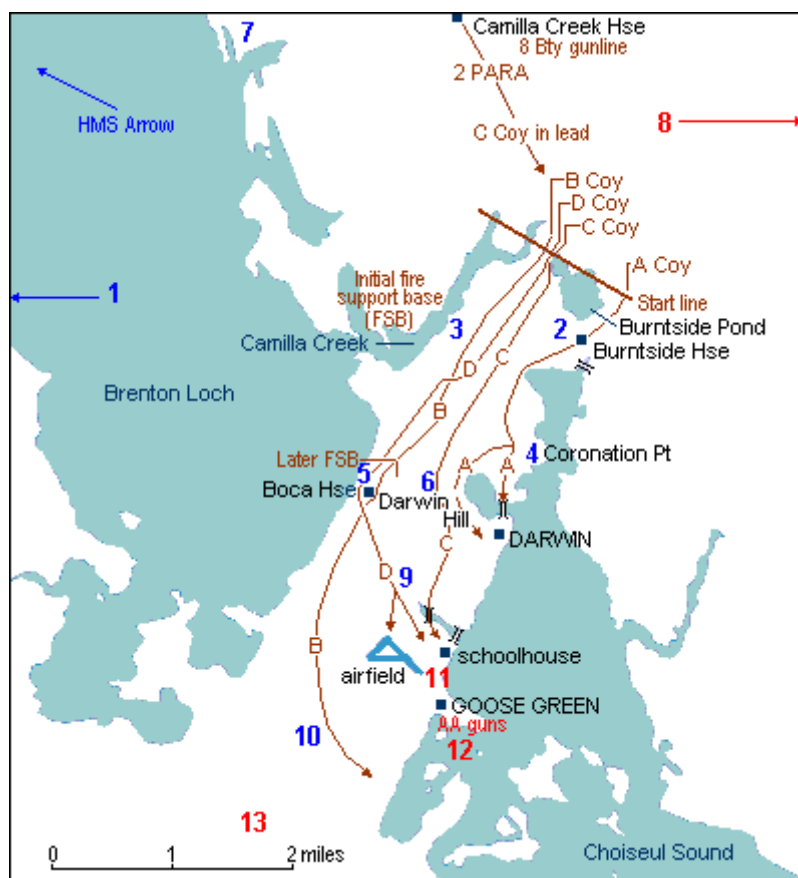 Camilla Creek Hse
7
8 Bty gunline
2 PARA
HMS Arrow
8
C Coy in lead
B Coy
D Coy
C Coy
A Coy
Initial fire
support base
(FSB)
1
Start line
3
2
Burntside Pond
Camilla Creek
Burntside Hse
C
D
Brenton Loch
B
4
Coronation Pt
Later FSB
A
A
5
6
Boca Hse
Darwin
Hill
DARWIN
C
D
9
B
schoolhouse
airfield
11
GOOSE GREEN
AA guns
10
12
13
0 1 2 miles
Choiseul Sound